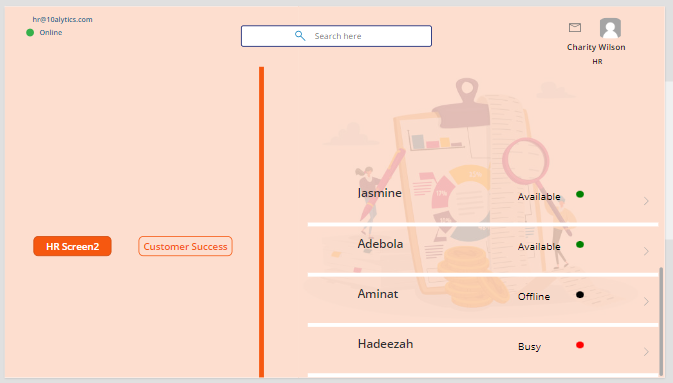 hr@10alytics.com
Online
Search here
Charity Wilson
HR
HR Screen2
Customer Success
Jasmine
Available
Adebola
Available
Aminat
Offline
Hadeezah
Busy